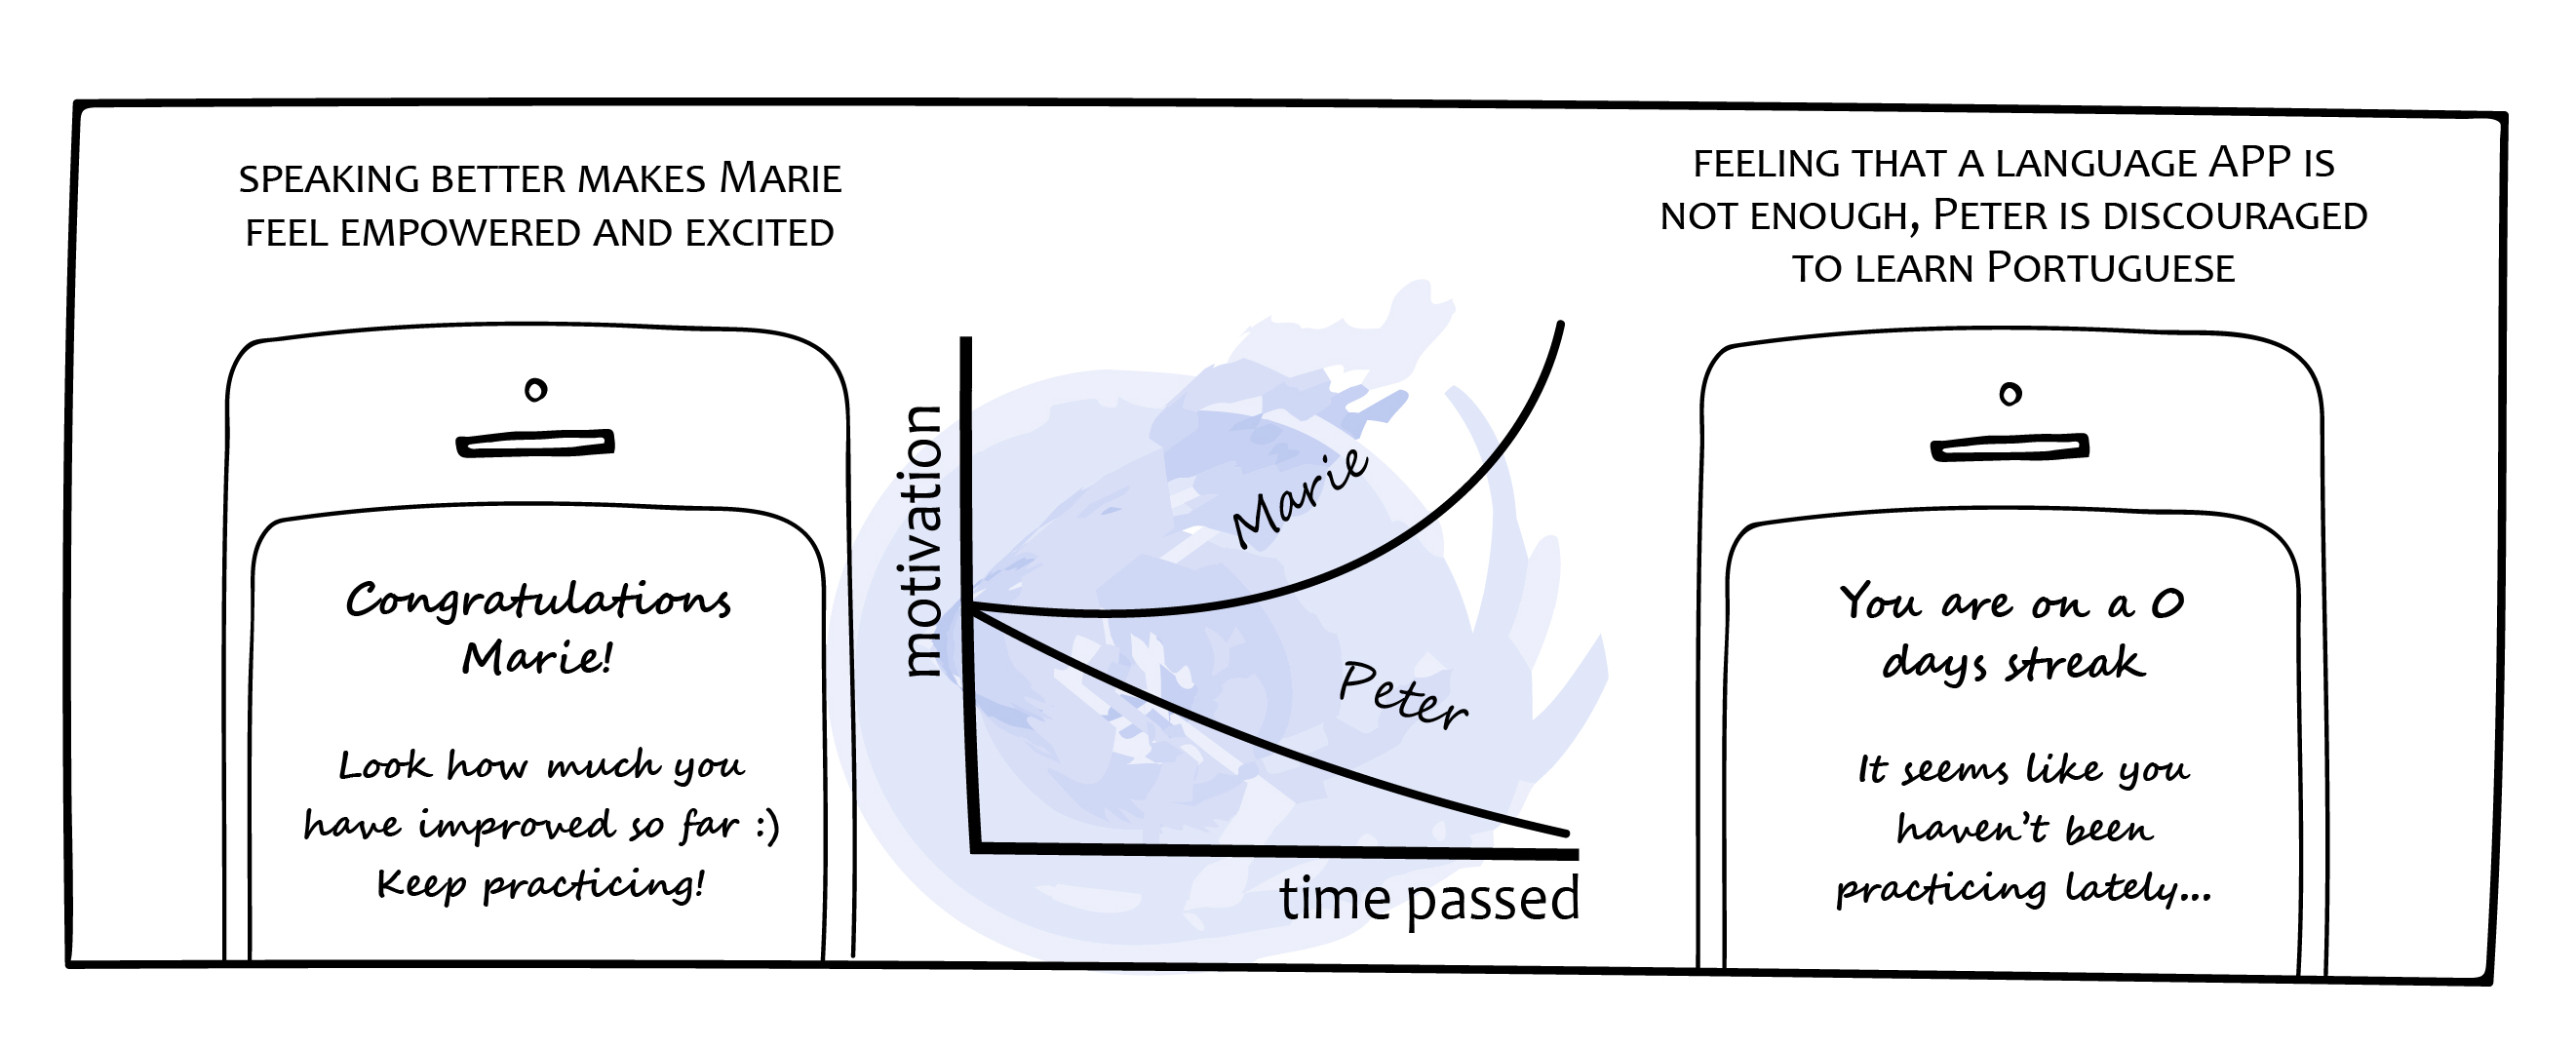 SPEAKING BETTER MAKES MARIE
FEEL EMPOWERED AND EXCITED
Congratulations
Marie!
Look how much you
have improved so far :)
Keep practicing!
motivation
Marie
Peter
time passed
FEELING THAT A LANGUAGE APP IS
NOT ENOUGH, PETER IS DISCOURAGED
TO LEARN PORTUGUESE
You are on a 0
days streak
It seems like you
haven't been
practicing lately...